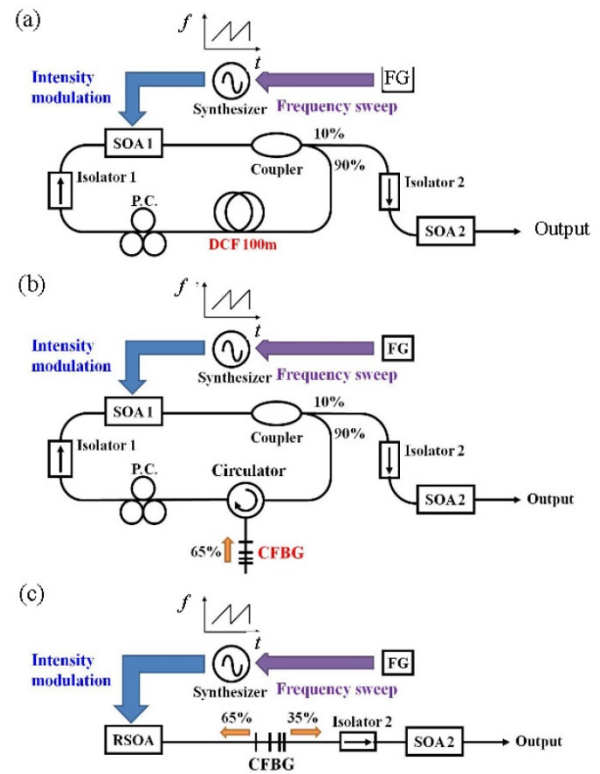 (a)
f
t
Intensity
modulation
Synthesizer
Frequency sweep
FG
SOA 1
Coupler
10%
90%
Isolator 1
Isolator 2
P.C.
DCF 100m
SOA 2
Output
(b)
f
t
Intensity
modulation
Synthesizer
Frequency sweep
FG
SOA 1
Coupler
10%
90%
Isolator 1
Isolator 2
P.C.
Circulator
SOA 2
Output
65%
CFBG
(c)
f
t
Intensity
modulation
Synthesizer
Frequency sweep
FG
RSOA
65%
35%
CFBG
Isolator 2
SOA 2
Output